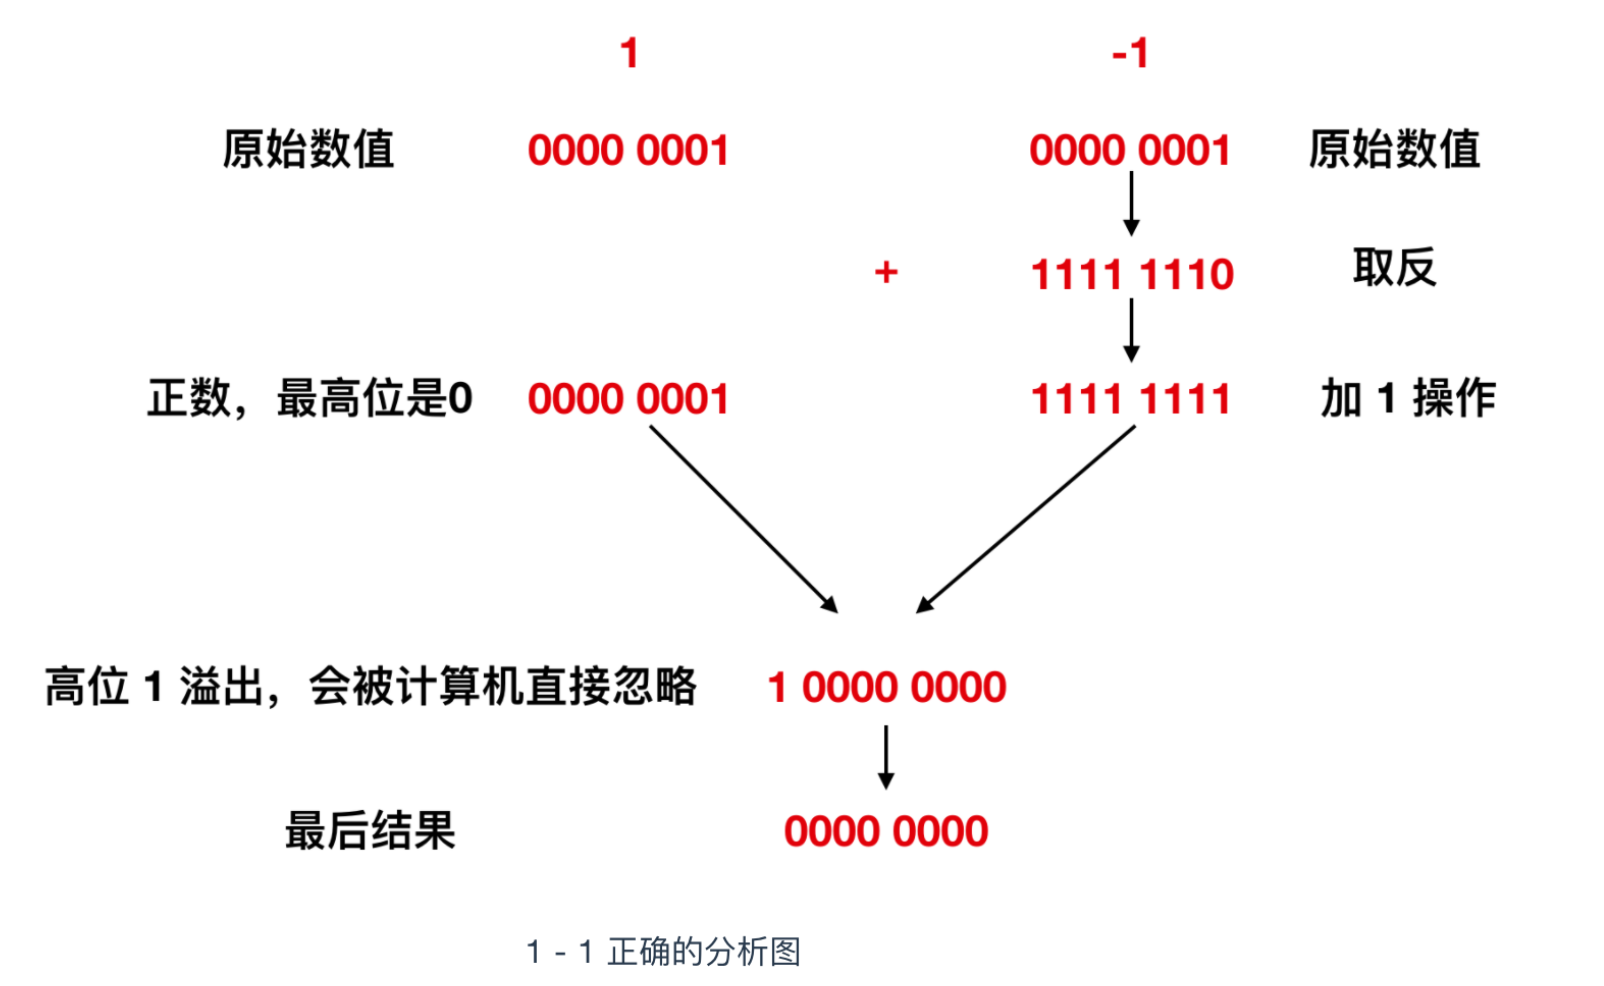 1 -1
原始数值 0000 0001 0000 0001 原始数值
+ 1111 1110 取反
正数，最高位是0 0000 0001 1111 1111 加 1 操作
高位 1 溢出，会被计算机直接忽略 1 0000 0000
最后结果 0000 0000
1 - 1 正确的分析图